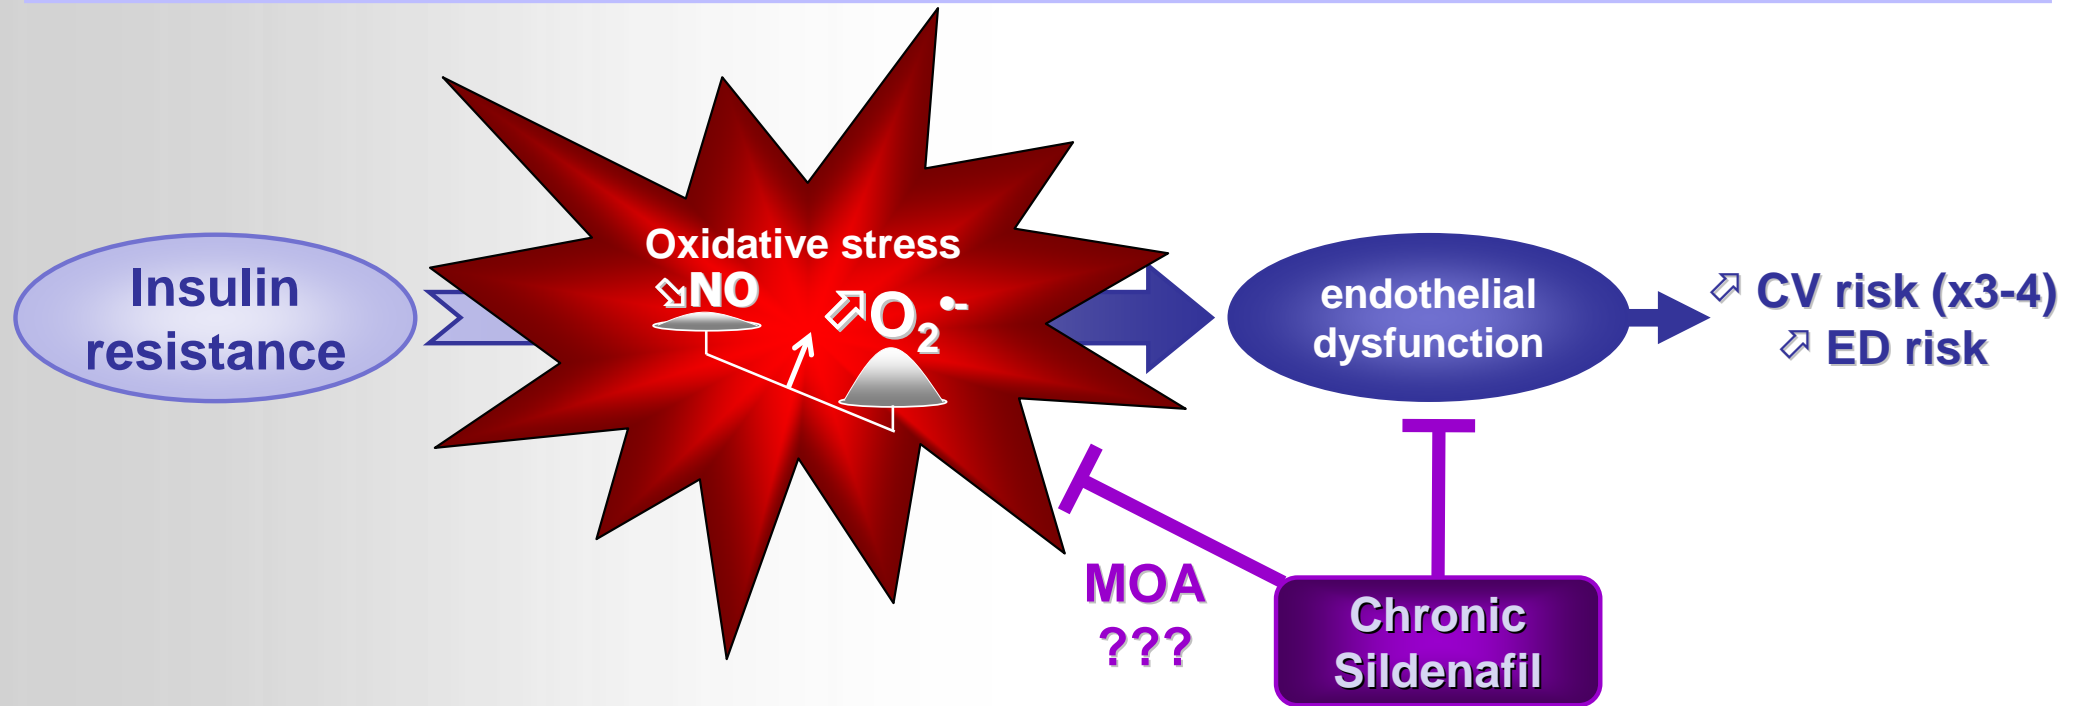 Insulin
resistance
Oxidative stress
⬂NO
⬀O₂•-
endothelial
dysfunction
⬀ CV risk (x3-4)
⬀ ED risk
MOA
???
Chronic
Sildenafil